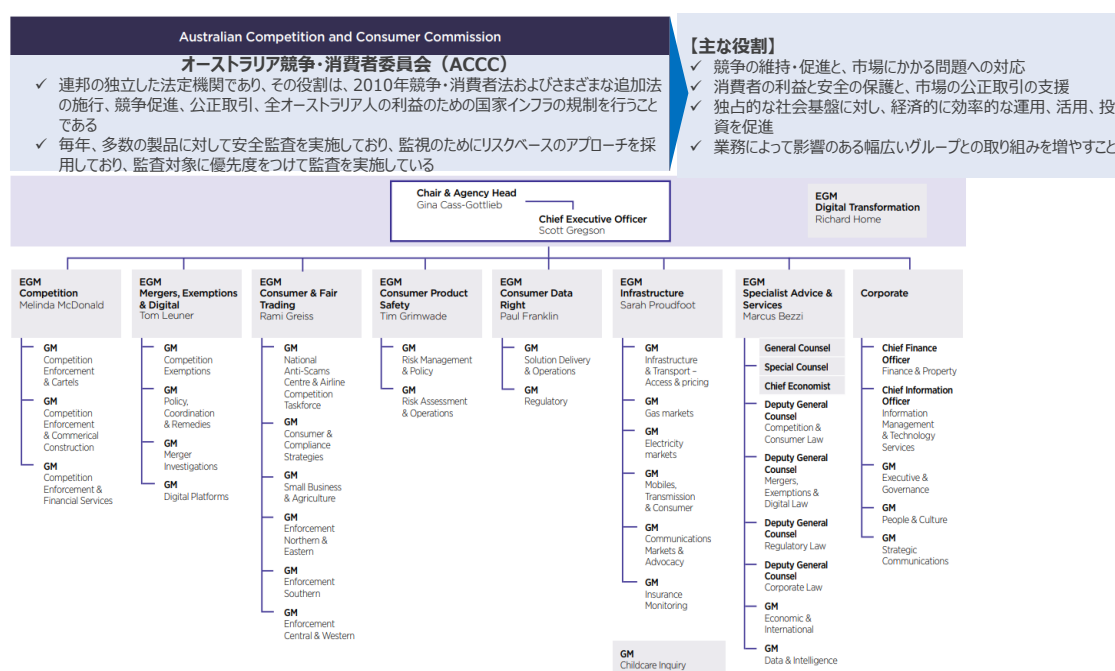 Australian Competition and Consumer Commission
オーストラリア競争・消費者委員会（ACCC）
✓ 連邦の独立した法定機関であり、その役割は、2010年競争・消費者法およびさまざまな追加法
の施行、競争促進、公正取引、全オーストラリア人の利益のための国家インフラの規制を行うこと
である
✓ 毎年、多数の製品に対して安全監査を実施しており、監視のためにリスクベースのアプローチを採
用しており、監査対象に優先度をつけて監査を実施している
【主な役割】
✓ 競争の維持・促進と、市場にかかる問題への対応
✓ 消費者の利益と安全の保護と、市場の公正取引の支援
✓ 独占的な社会基盤に対し、経済的に効率的な運用、活用、投
資を促進
✓ 業務によって影響のある幅広いグループとの取り組みを増やすこと
Chair & Agency Head
Gina Cass-Gottlieb
Chief Executive Officer
Scott Gregson
EGM
Digital Transformation
Richard Home
EGM
Competition
Melinda McDonald
GM
Competition
Enforcement
& Cartels
GM
Competition
Enforcement
& Commerical
Construction
GM
Competition
Enforcement &
Financial Services
EGM
Mergers, Exemptions
& Digital
Tom Leuner
GM
Competition
Exemptions
GM
Policy,
Coordination
& Remedies
GM
Merger
Investigations
GM
Digital Platforms
EGM
Consumer & Fair
Trading
Rami Greiss
GM
National
Anti-Scams
Centre & Airline
Competition
Taskforce
GM
Consumer &
Compliance
Strategies
GM
Small Business
& Agriculture
GM
Enforcement
Northern &
Eastern
GM
Enforcement
Southern
GM
Enforcement
Central & Western
EGM
Consumer Product
Safety
Tim Grimwade
GM
Risk Management
& Policy
GM
Risk Assessment
& Operations
EGM
Consumer Data
Right
Paul Franklin
GM
Solution Delivery
& Operations
GM
Regulatory
EGM
Infrastructure
Sarah Proudfoot
GM
Infrastructure
& Transport –
Access & pricing
GM
Gas markets
GM
Electricity
markets
GM
Mobiles,
Transmission
& Consumer
GM
Communications
Markets &
Advocacy
GM
Insurance
Monitoring
GM
Childcare Inquiry
EGM
Specialist Advice &
Services
Marcus Bezzi
General Counsel
Special Counsel
Chief Economist
Deputy General
Counsel
Competition &
Consumer Law
Deputy General
Counsel
Mergers,
Exemptions &
Digital Law
Deputy General
Counsel
Regulatory Law
Deputy General
Counsel
Corporate Law
GM
Economic &
International
GM
Data & Intelligence
Corporate
Chief Finance
Officer
Finance & Property
Chief Information
Officer
Information
Management
& Technology
Services
GM
Executive &
Governance
GM
People & Culture
GM
Strategic
Communications